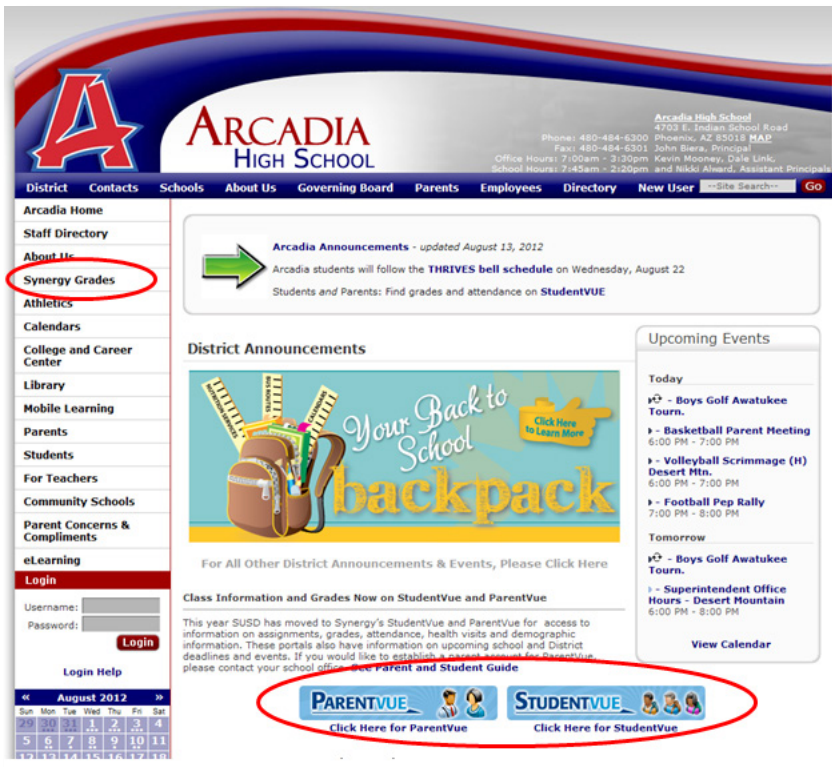 A
ARCADIA
HIGH SCHOOL
Arcadia High School
4703 E. Indian School Road
Phone: 480-484-6300 Phoenix, AZ 85018 MAP
Fax: 480-484-6301 John Biera, Principal
Office Hours: 7:00am - 3:30pm Kevin Mooney, Dale Link,
School Hours: 7:45am - 2:20pm and Nikki Alward, Assistant Principals
District Contacts Schools About Us Governing Board Parents Employees Directory New User --Site Search-- Go
Arcadia Home
Staff Directory
About Us
Synergy Grades
Athletics
Calendars
College and Career
Center
Library
Mobile Learning
Parents
Students
For Teachers
Community Schools
Parent Concerns &
Compliments
eLearning
Login
Username:
Password:
Login
Login Help
« August 2012 »
Sun Mon Tue Wed Thu Fri Sat
29 30 31 1 2 3 4
5 6 7 8 9 10 11
12 13 14 15 16 17 18
Arcadia Announcements - updated August 13, 2012
Arcadia students will follow the THRIVES bell schedule on Wednesday, August 22
Students and Parents: Find grades and attendance on StudentVUE
District Announcements
NUTRITION SERVICES
BUS ROUTES
CALENDARS
Your Back to
School
backpack
Click Here
to Learn More
For All Other District Announcements & Events, Please Click Here
Class Information and Grades Now on StudentVue and ParentVue
This year SUSD has moved to Synergy's StudentVue and ParentVue for access to
information on assignments, grades, attendance, health visits and demographic
information. These portals also have information on upcoming school and District
deadlines and events. If you would like to establish a parent account for ParentVue,
please contact your school office. See Parent and Student Guide
PARENTVUE STUDENTVUE
Click Here for ParentVue Click Here for StudentVue
Upcoming Events
Today
- Boys Golf Awatukee
Tourn.
- Basketball Parent Meeting
6:00 PM - 7:00 PM
- Volleyball Scrimmage (H)
Desert Mtn.
6:00 PM - 7:00 PM
- Football Pep Rally
7:00 PM - 8:00 PM
Tomorrow
- Boys Golf Awatukee
Tourn.
- Superintendent Office
Hours - Desert Mountain
6:00 PM - 8:00 PM
View Calendar